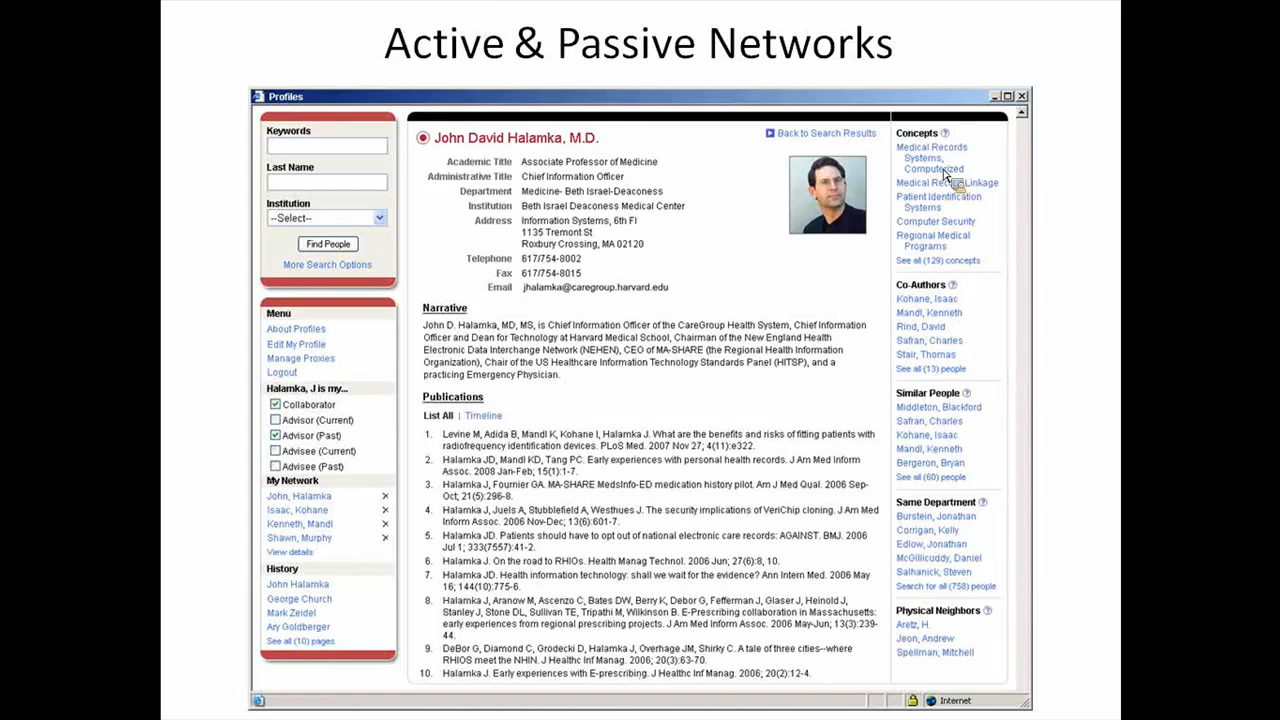 Active & Passive Networks
Profiles
Keywords
Last Name
Institution
--Select--
Find People
More Search Options
Menu
About Profiles
Edit My Profile
Manage Proxies
Logout
Halamka, J is my...
Collaborator
Advisor (Current)
Advisor (Past)
Advisee (Current)
Advisee (Past)
My Network
John, Halamka
Isaac, Kohane
Kenneth, Mandl
Shawn, Murphy
View details
History
John Halamka
George Church
Mark Zeidel
Ary Goldberger
See all (10) pages
John David Halamka, M.D.
Back to Search Results
Academic Title Associate Professor of Medicine
Administrative Title Chief Information Officer
Department Medicine- Beth Israel-Deaconess
Institution Beth Israel Deaconess Medical Center
Address Information Systems, 6th Fl
1135 Tremont St
Roxbury Crossing, MA 02120
Telephone 617/754-8002
Fax 617/754-8015
Email jhalamka@caregroup.harvard.edu
Narrative
John D. Halamka, MD, MS, is Chief Information Officer of the CareGroup Health System, Chief Information
Officer and Dean for Technology at Harvard Medical School, Chairman of the New England Health
Electronic Data Interchange Network (NEHEN), CEO of MA-SHARE (the Regional Health Information
Organization), Chair of the US Healthcare Information Technology Standards Panel (HITSP), and a
practicing Emergency Physician.
Publications
List All | Timeline
1. Levine M, Adida B, Mandl K, Kohane I, Halamka J. What are the benefits and risks of fitting patients with
radiofrequency identification devices. PLoS Med. 2007 Nov 27; 4(11):e322.
2. Halamka JD, Mandl KD, Tang PC. Early experiences with personal health records. J Am Med Inform
Assoc. 2008 Jan-Feb; 15(1):1-7.
3. Halamka J, Fournier GA. MA-SHARE MedsInfo-ED medication history pilot. Am J Med Qual. 2006 Sep-
Oct; 21(5):296-8.
4. Halamka J, Juels A, Stubblefield A, Westhues J. The security implications of VeriChip cloning. J Am Med
Inform Assoc. 2006 Nov-Dec; 13(6):601-7.
5. Halamka JD. Patients should have to opt out of national electronic care records: AGAINST. BMJ. 2006
Jul 1; 333(7557):41-2.
6. Halamka J. On the road to RHIOs. Health Manag Technol. 2006 Jun; 27(6):8, 10.
7. Halamka JD. Health information technology: shall we wait for the evidence? Ann Intern Med. 2006 May
16; 144(10):775-6.
8. Halamka J, Aranow M, Ascenzo C, Bates DW, Berry K, Debor G, Fefferman J, Glaser J, Heinold J,
Stanley J, Stone DL, Sullivan TE, Tripathi M, Wilkinson B. E-Prescribing collaboration in Massachusetts:
early experiences from regional prescribing projects. J Am Med Inform Assoc. 2006 May-Jun; 13(3):239-
44.
9. DeBor G, Diamond C, Grodecki D, Halamka J, Overhage JM, Shirky C. A tale of three cities--where
RHIOS meet the NHIN. J Healthc Inf Manag. 2006; 20(3):63-70.
10. Halamka J. Early experiences with E-prescribing. J Healthc Inf Manag. 2006; 20(2):12-4.
Concepts
Medical Records
Systems,
Computerized
Medical Record Linkage
Patient Identification
Systems
Computer Security
Regional Medical
Programs
See all (129) concepts
Co-Authors
Kohane, Isaac
Mandl, Kenneth
Rind, David
Safran, Charles
Stair, Thomas
See all (13) people
Similar People
Middleton, Blackford
Safran, Charles
Kohane, Isaac
Mandl, Kenneth
Bergeron, Bryan
See all (60) people
Same Department
Burstein, Jonathan
Corrigan, Kelly
Edlow, Jonathan
McGillicuddy, Daniel
Salhanick, Steven
Search for all (758) people
Physical Neighbors
Aretz, H.
Jeon, Andrew
Spellman, Mitchell
Internet